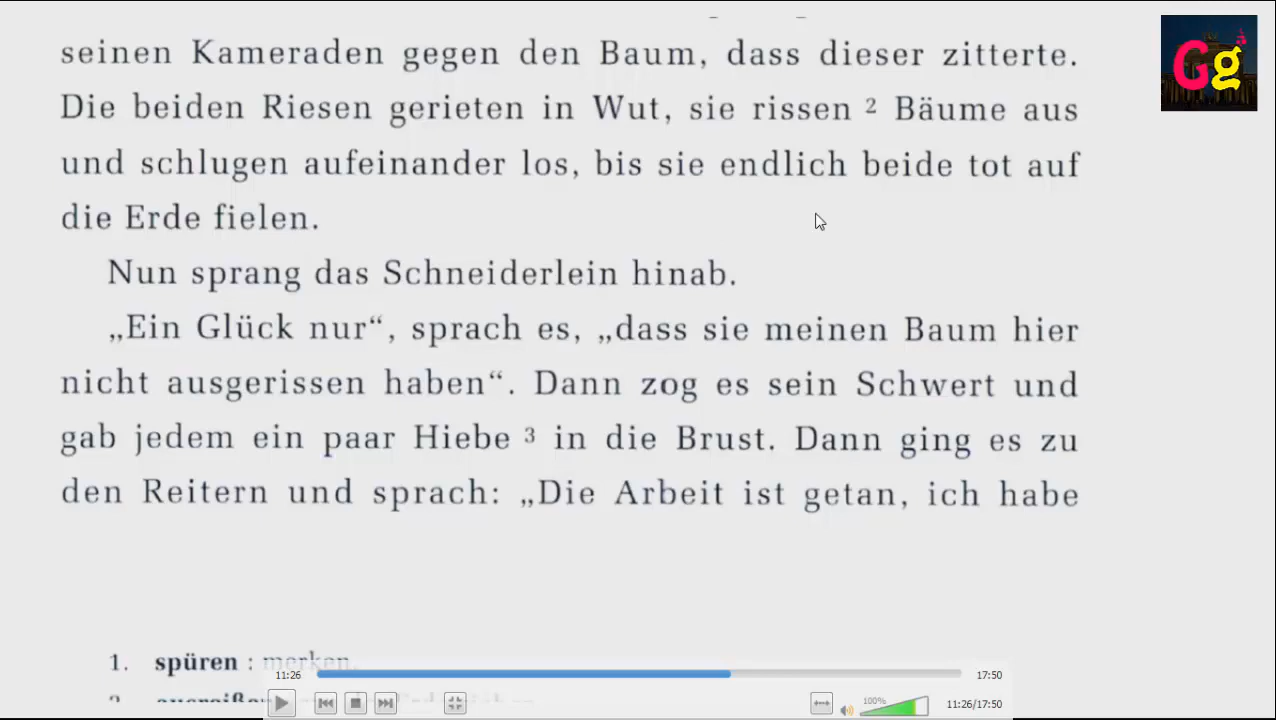 seinen Kameraden gegen den Baum, dass dieser zitterte.
Die beiden Riesen gerieten in Wut, sie rissen 2 Bäume aus
und schlugen aufeinander los, bis sie endlich beide tot auf
die Erde fielen.
Nun sprang das Schneiderlein hinab.
„Ein Glück nur“, sprach es, „dass sie meinen Baum hier
nicht ausgerissen haben“. Dann zog es sein Schwert und
gab jedem ein paar Hiebe 3 in die Brust. Dann ging es zu
den Reitern und sprach: „Die Arbeit ist getan, ich habe
1. spüren : merken.
Gg
11:26
17:50
100%
11:26/17:50